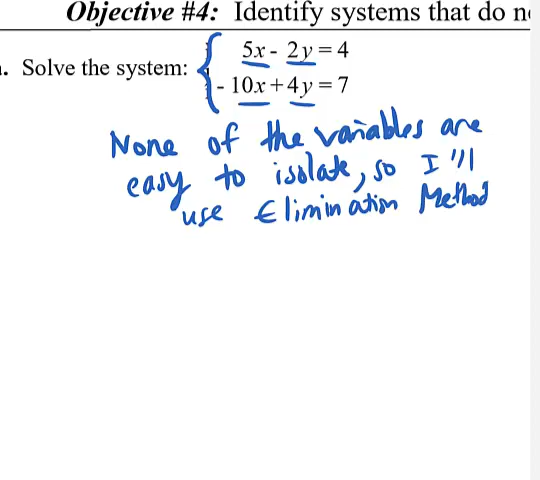 Objective #4: Identify systems that do
. Solve the system: { 5x - 2y = 4
- 10x + 4y = 7
None of the variables are
easy to isolate, so I'll
use Elimination Method